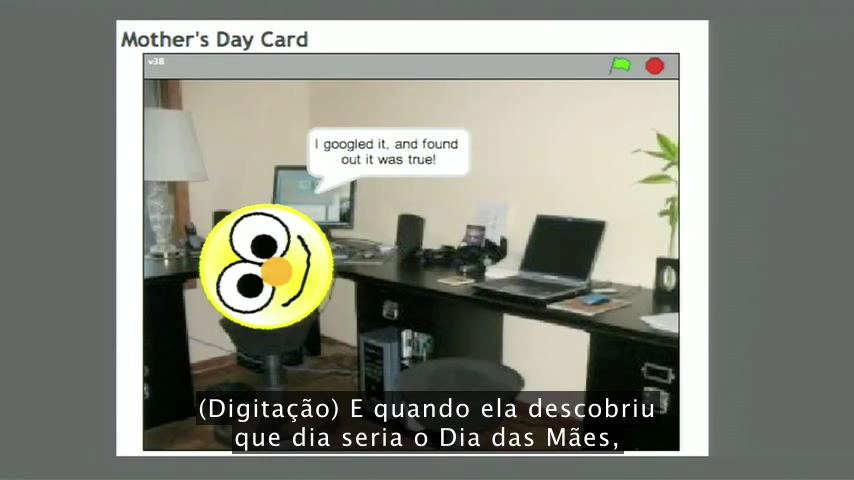 Mother's Day Card
v38
I googled it, and found
out it was true!
(Digitação) E quando ela descobriu
que dia seria o Dia das Mães,